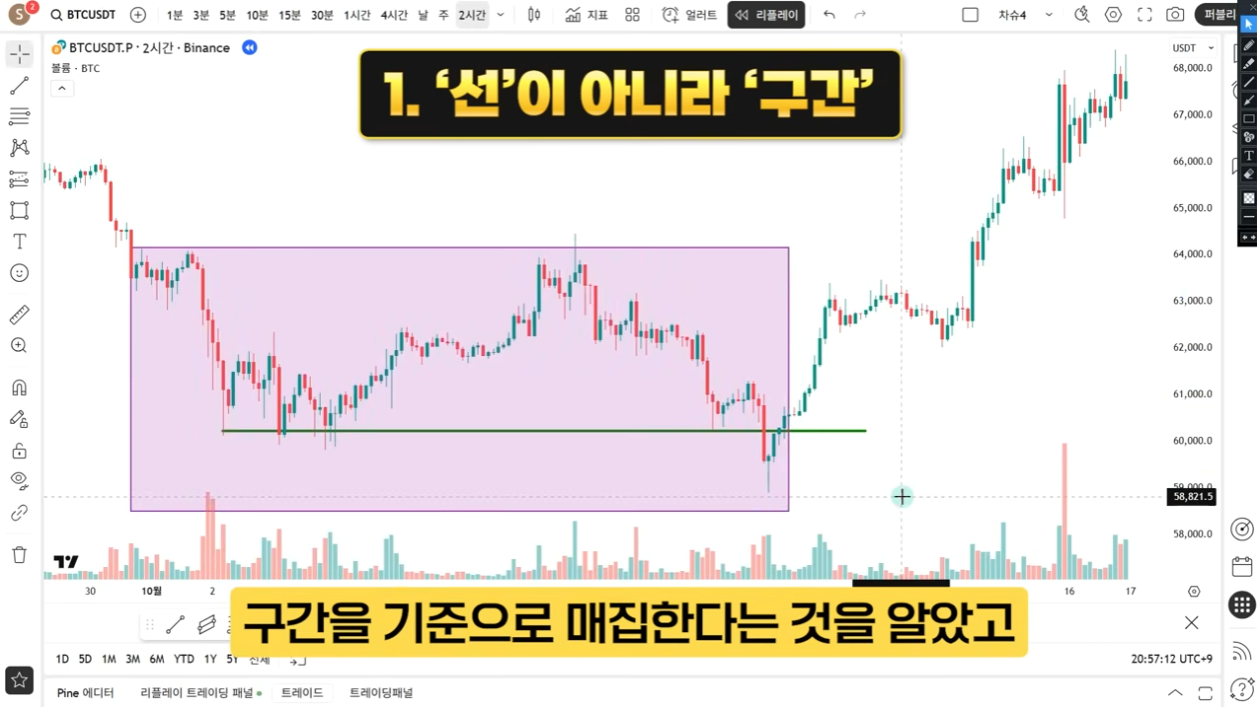 S 2 BTCUSDT 1분 3분 5분 10분 15분 30분 1시간 4시간 날 주 2시간 지표 얼러트 리플레이 차슈4 퍼블리
BTCUSDT.P · 2시간 · Binance
볼륨 · BTC
1. ‘선’이 아니라 ‘구간’
USDT
68,000.0
67,000.0
66,000.0
65,000.0
64,000.0
63,000.0
62,000.0
61,000.0
60,000.0
59,000.0
58,821.5
58,000.0
30 10월 2 16 17
구간을 기준으로 매집한다는 것을 알았고
1D 5D 1M 3M 6M YTD 1Y 5Y 전체 20:57:12 UTC+9
Pine 에디터 리플레이 트레이딩 패널 트레이드 트레이딩패널